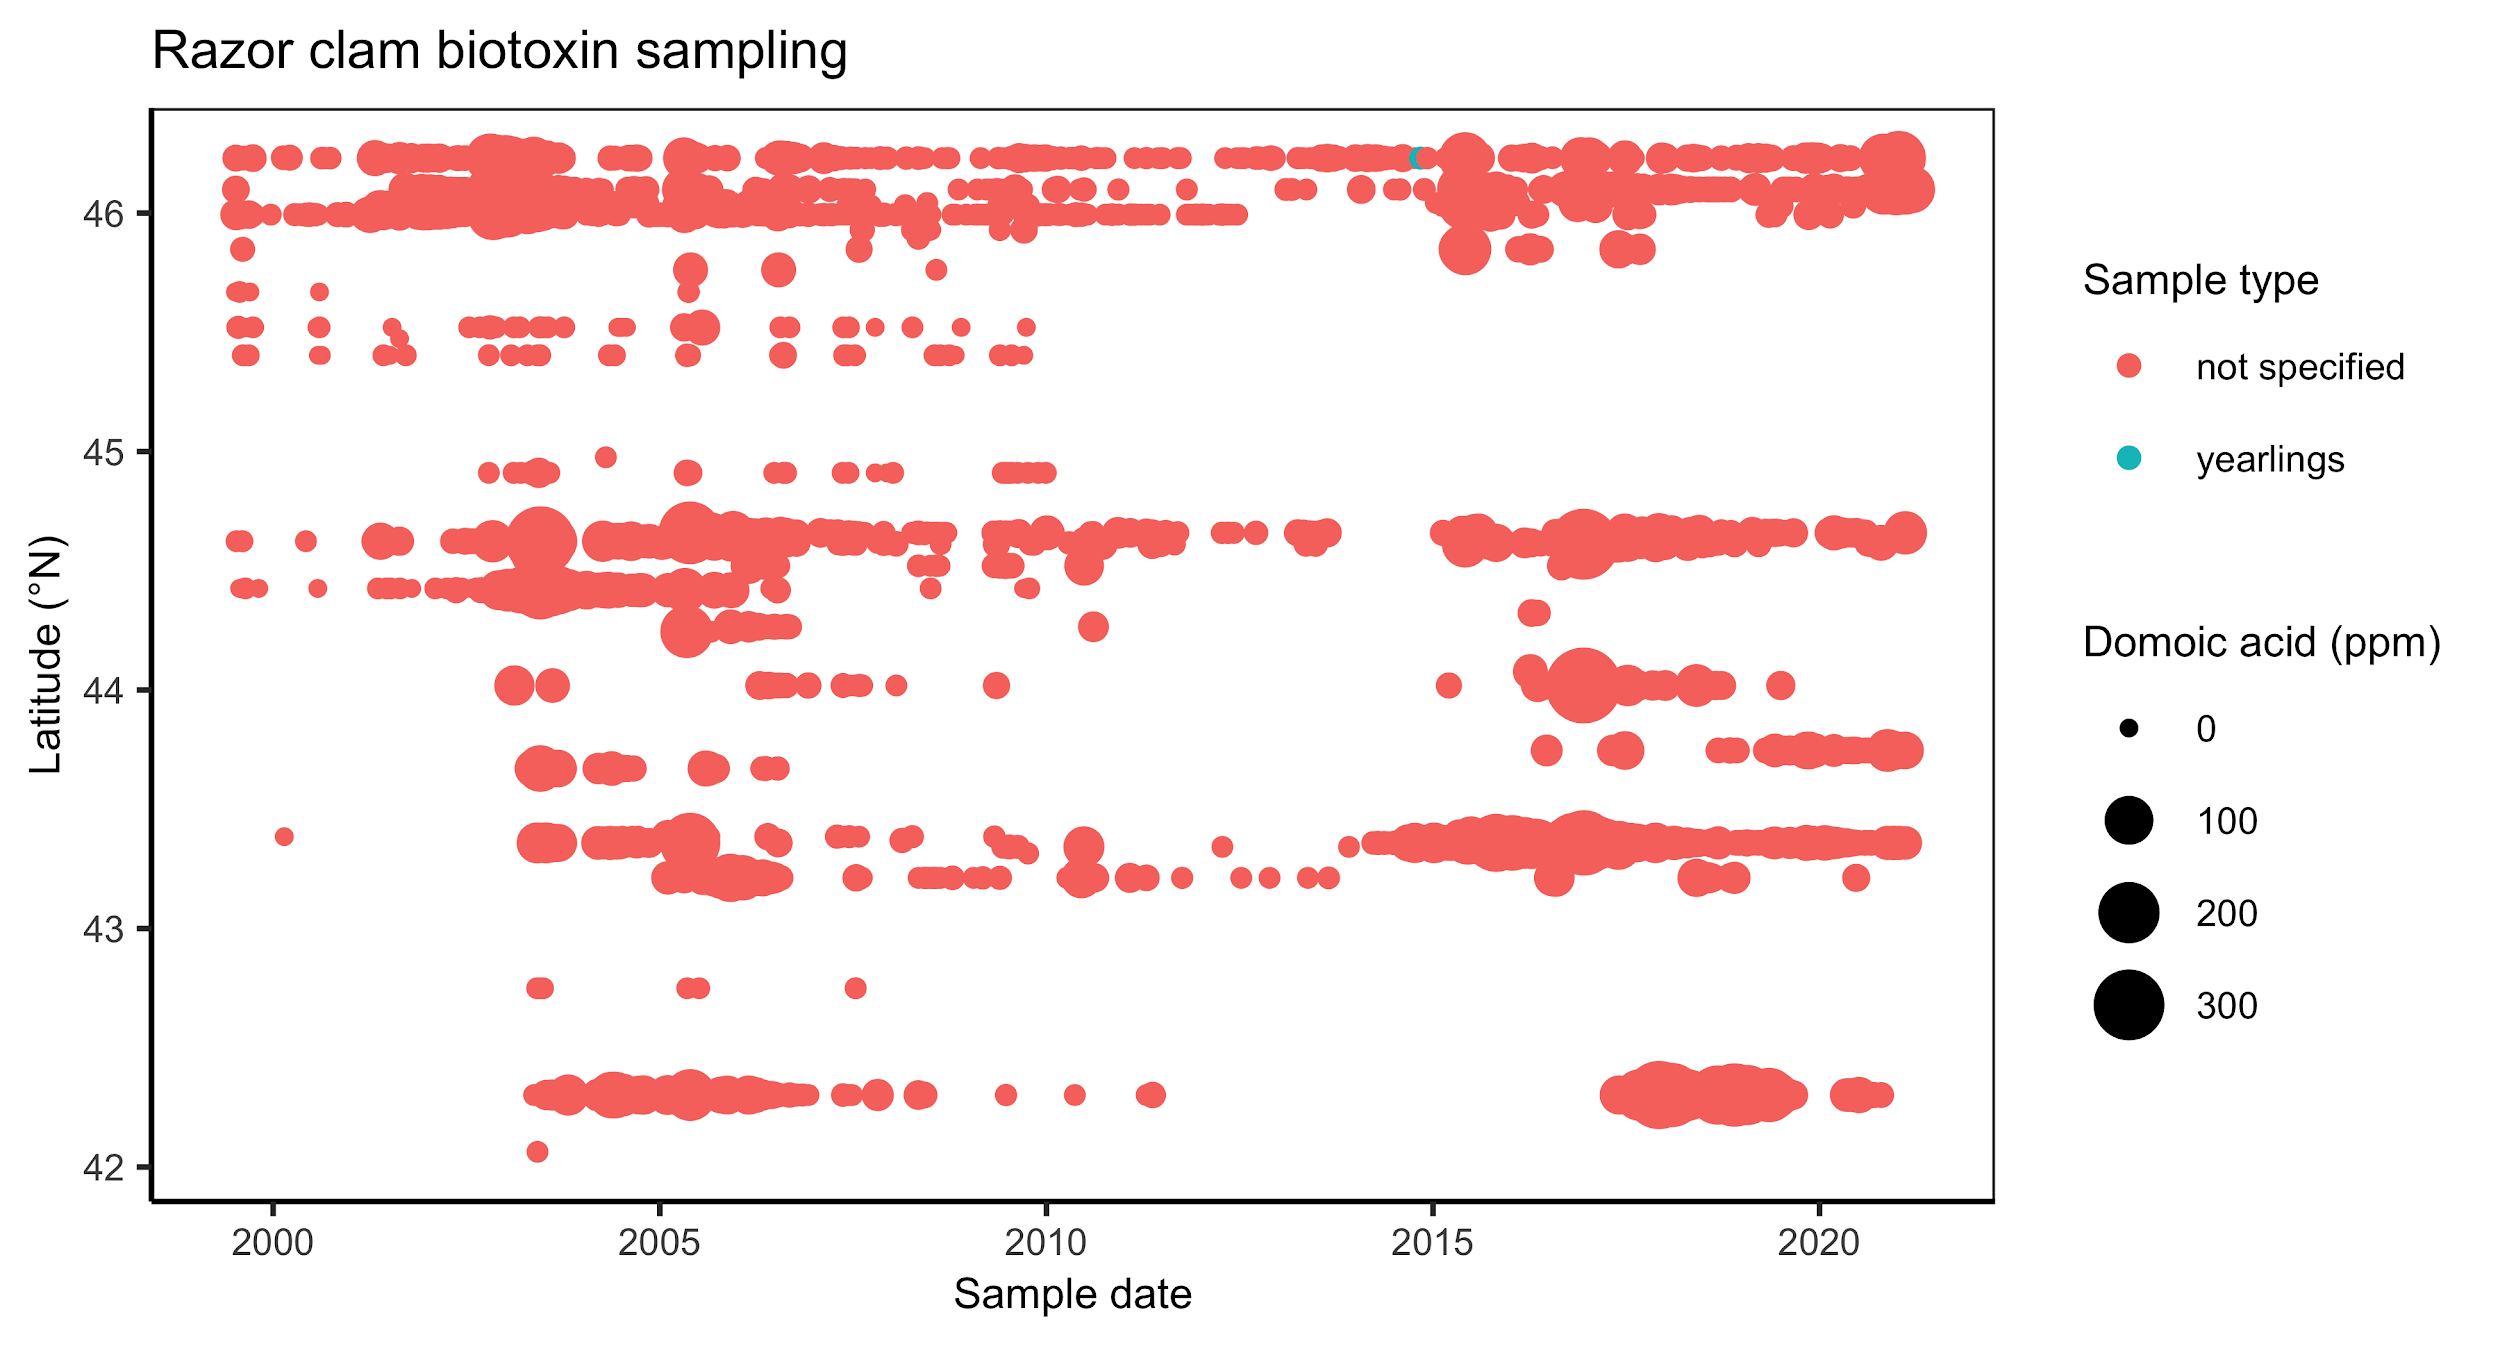 Razor clam biotoxin sampling
Latitude (°N)
46
45
44
43
42
2000
2005
2010
2015
2020
Sample date
Sample type
not specified
yearlings
Domoic acid (ppm)
0
100
200
300